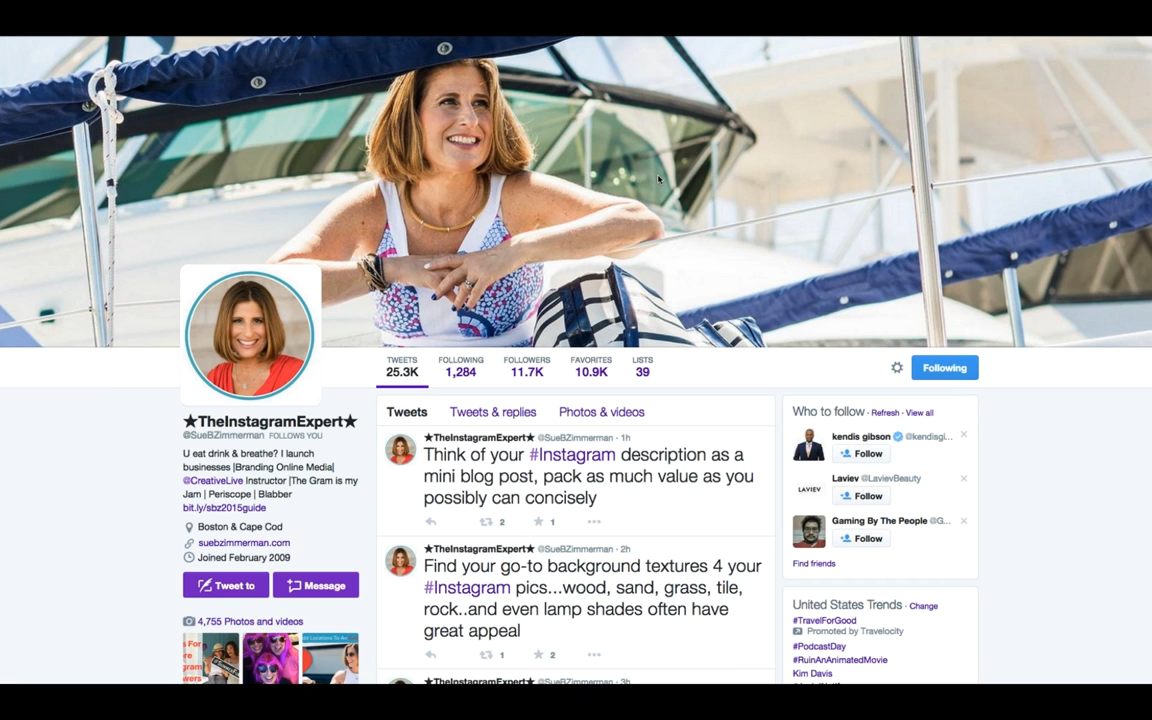 TWEETS FOLLOWING FOLLOWERS FAVORITES LISTS
25.3K 1,284 11.7K 10.9K 39
Following
★TheInstagramExpert★
@SueBZimmerman FOLLOWS YOU
U eat drink & breathe? I launch
businesses |Branding Online Media|
@CreativeLive Instructor |The Gram is my
Jam | Periscope | Blabber
bit.ly/sbz2015guide
Boston & Cape Cod
suebzimmerman.com
Joined February 2009
Tweet to Message
4,755 Photos and videos
Tweets Tweets & replies Photos & videos
★TheInstagramExpert★ @SueBZimmerman · 1h
Think of your #Instagram description as a
mini blog post, pack as much value as you
possibly can concisely
2 1
★TheInstagramExpert★ @SueBZimmerman · 2h
Find your go-to background textures 4 your
#Instagram pics...wood, sand, grass, tile,
rock..and even lamp shades often have
great appeal
1 2
★TheInstagramExpert★ @SueBZimmerman · 3h
Who to follow · Refresh · View all
kendis gibson @kendisgi...
Follow
Laviev @LavievBeauty
Follow
LAVIEV
Gaming By The People @G...
Follow
Find friends
United States Trends · Change
#TravelForGood
Promoted by Travelocity
#PodcastDay
#RuinAnAnimatedMovie
Kim Davis